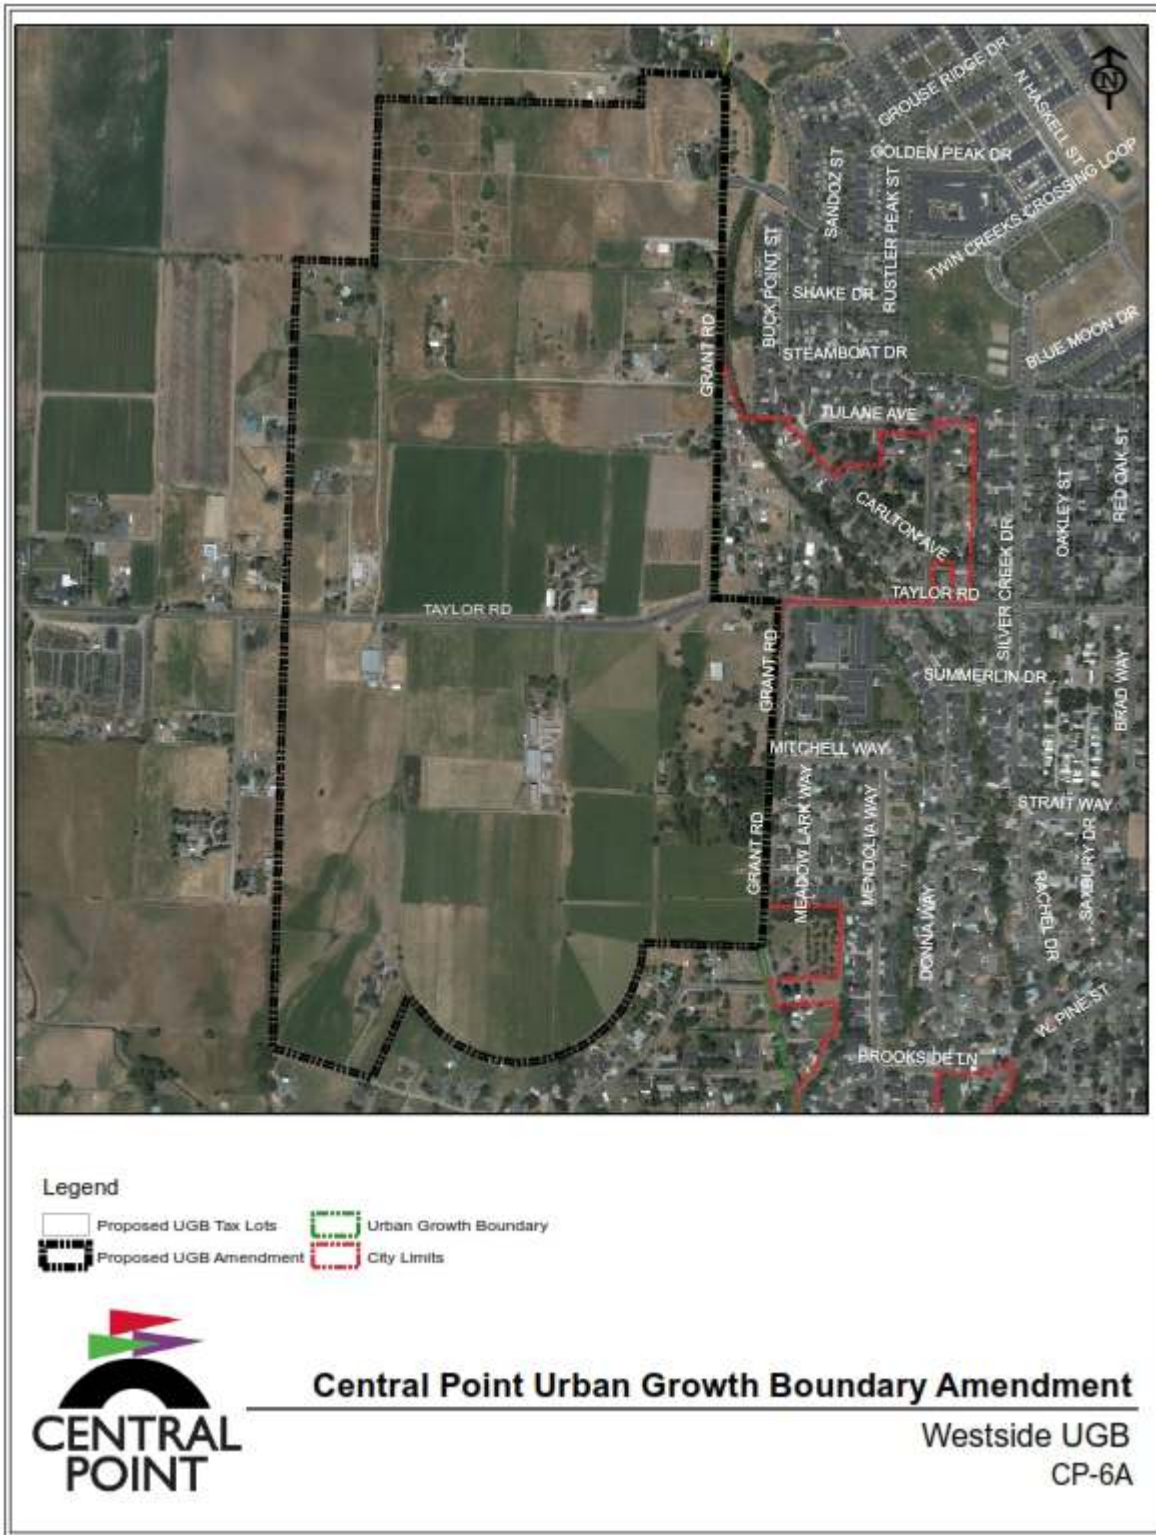 N
GROUSE RIDGE DR
N HASKELL ST
GOLDEN PEAK DR
SANDOZ ST
RUSTLER PEAK ST
TWIN CREEKS CROSSING LOOP
BUCK POINT ST
SHAKE DR
BLUE MOON DR
STEAMBOAT DR
GRANT RD
TULANE AVE
RED OAK ST
OAKLEY ST
CARLTON AVE
SILVER CREEK DR
TAYLOR RD
TAYLOR RD
GRANT RD
SUMMERLIN DR
BRAD WAY
MITCHELL WAY
MEADOW LARK WAY
MENDOLIA WAY
STRAIT WAY
GRANT RD
SAXBURY DR
RACHEL DR
DONNA WAY
W. PINE ST
BROOKSIDE LN
Legend
Proposed UGB Tax Lots
Urban Growth Boundary
Proposed UGB Amendment
City Limits
CENTRAL
POINT
Central Point Urban Growth Boundary Amendment
Westside UGB
CP-6A